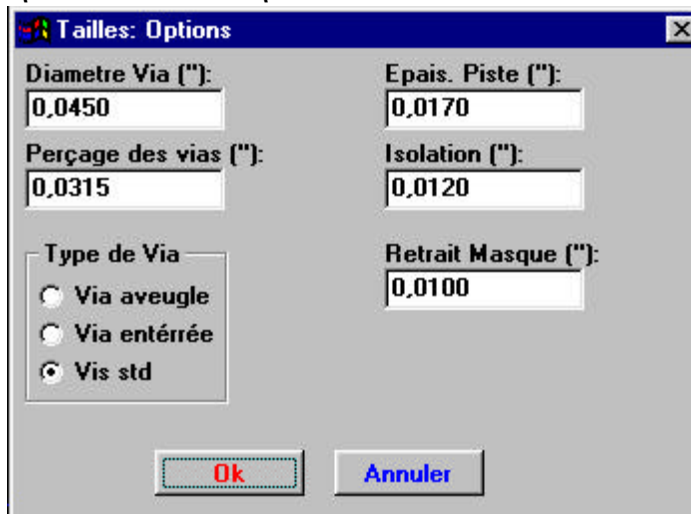 Tailles: Options
Diametre Via ("):
0,0450
Perçage des vias ("):
0,0315
Type de Via
Via aveugle
Via entérrée
Vis std
Epais. Piste ("):
0,0170
Isolation ("):
0,0120
Retrait Masque ("):
0,0100
Ok
Annuler